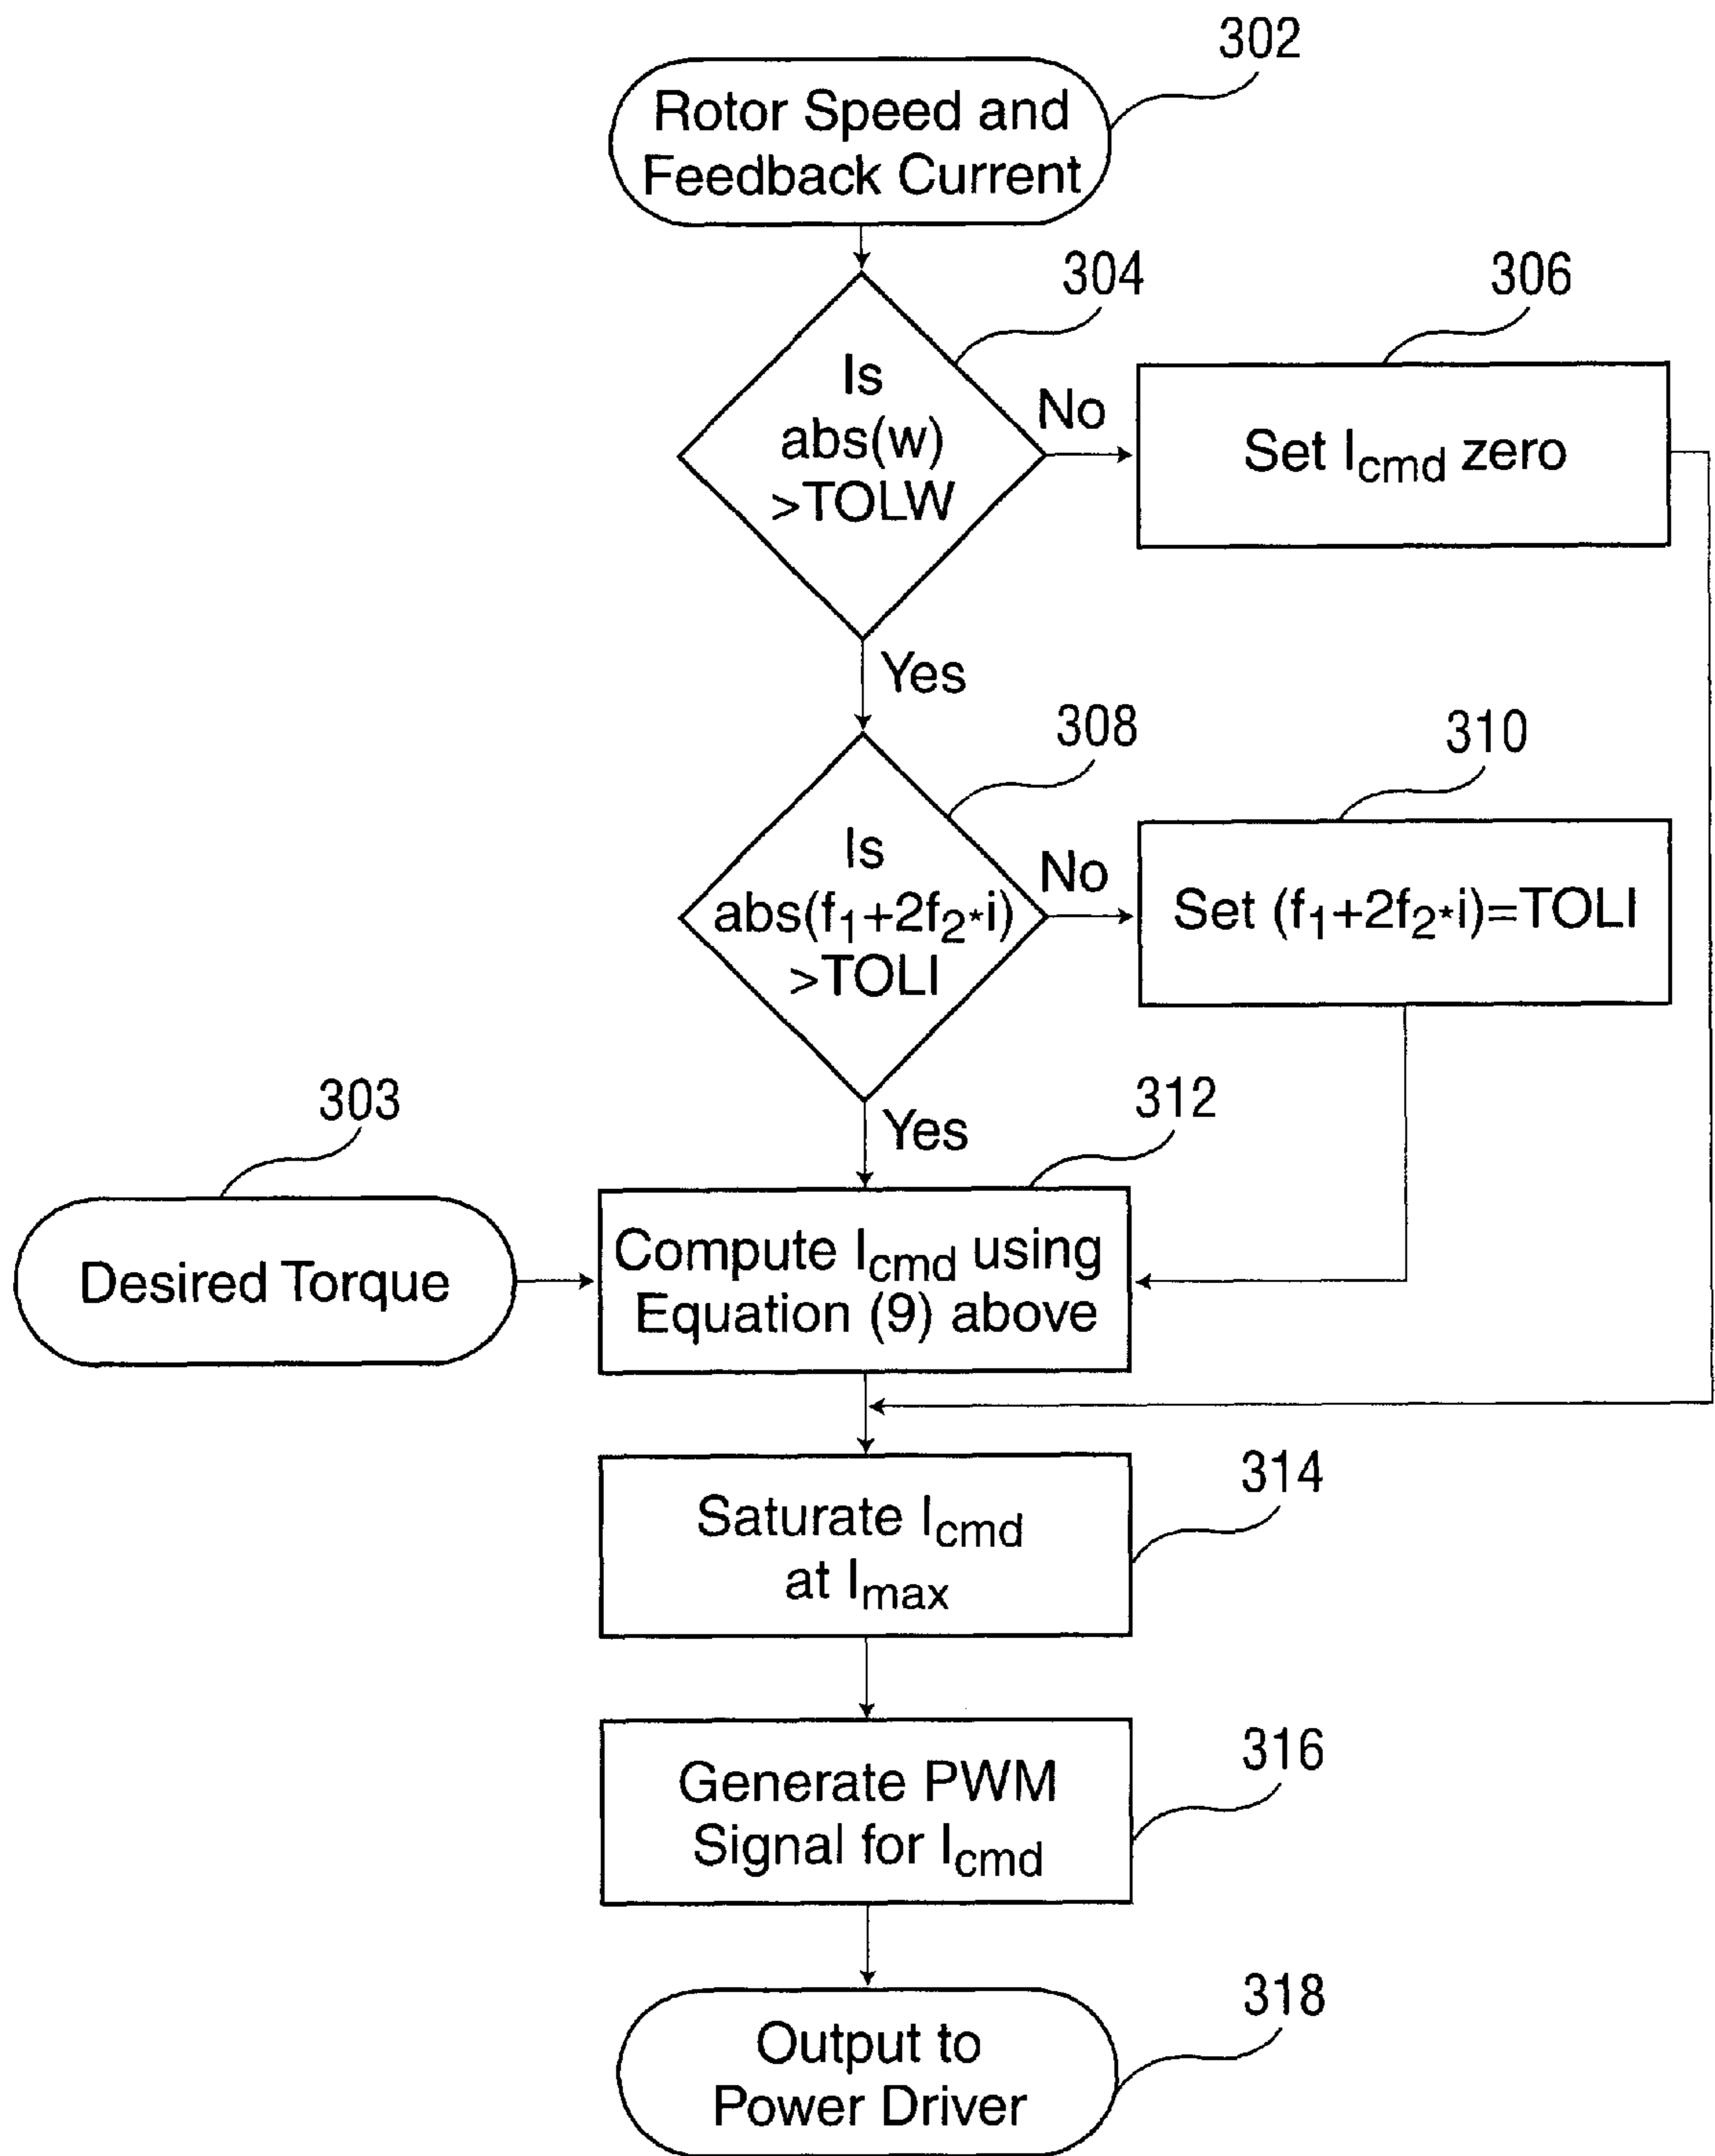 302
Rotor Speed and
Feedback Current
304
306
Is
abs(w)
>TOLW
No
Set Icmd zero
Yes
308
310
Is
abs(f1+2f2*i)
>TOLI
No
Set (f1+2f2*i)=TOLI
303
312
Yes
Desired Torque
Compute Icmd using
Equation (9) above
314
Saturate Icmd
at Imax
316
Generate PWM
Signal for Icmd
318
Output to
Power Driver